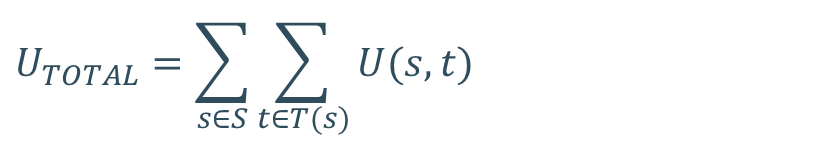 U_TOTAL = ∑_{s∈S} ∑_{t∈T(s)} U(s,t)